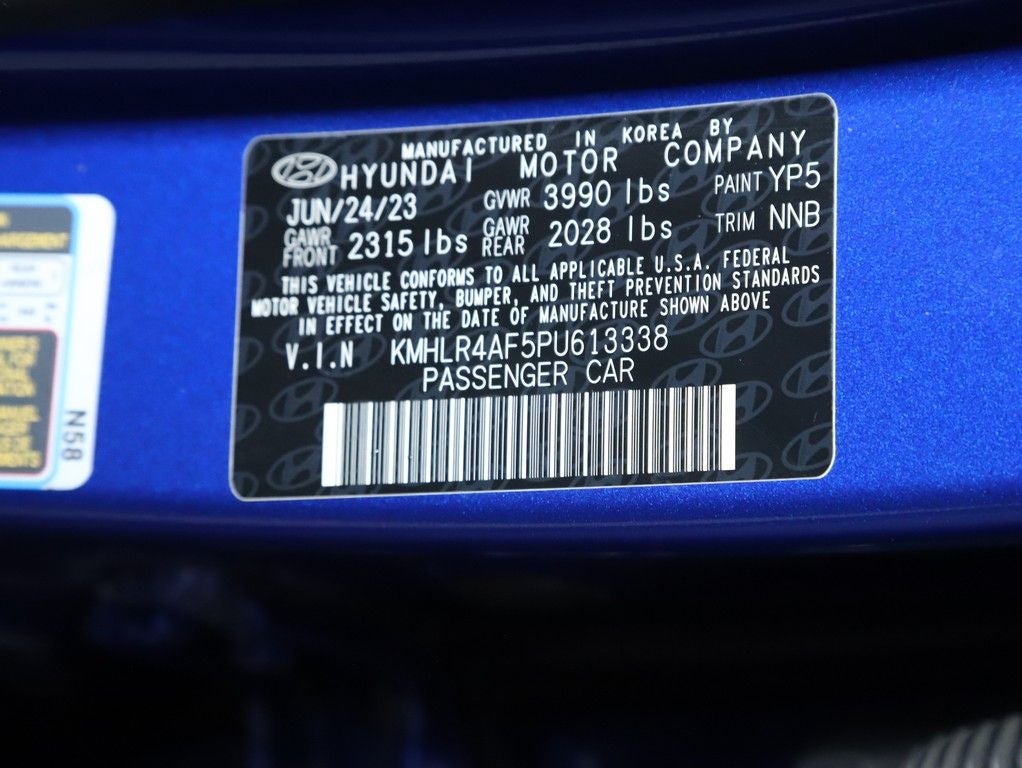 MANUFACTURED IN KOREA BY
HYUNDAI MOTOR COMPANY
JUN/24/23 GVWR 3990 lbs PAINT YP5
GAWR FRONT 2315 lbs GAWR REAR 2028 lbs TRIM NNB
THIS VEHICLE CONFORMS TO ALL APPLICABLE U.S.A. FEDERAL
MOTOR VEHICLE SAFETY, BUMPER, AND THEFT PREVENTION STANDARDS
IN EFFECT ON THE DATE OF MANUFACTURE SHOWN ABOVE
V.I.N KMHLR4AF5PU613338
PASSENGER CAR
N58